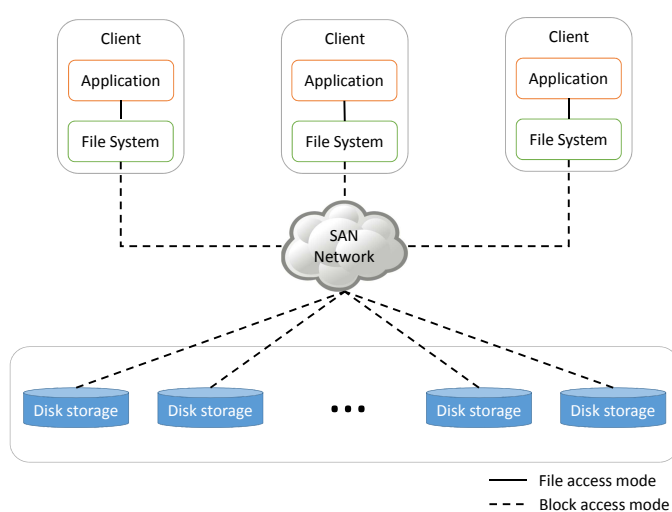 Client
Client
Client
Application
Application
Application
File System
File System
File System
SAN
Network
Disk storage
Disk storage
...
Disk storage
Disk storage
File access mode
Block access mode